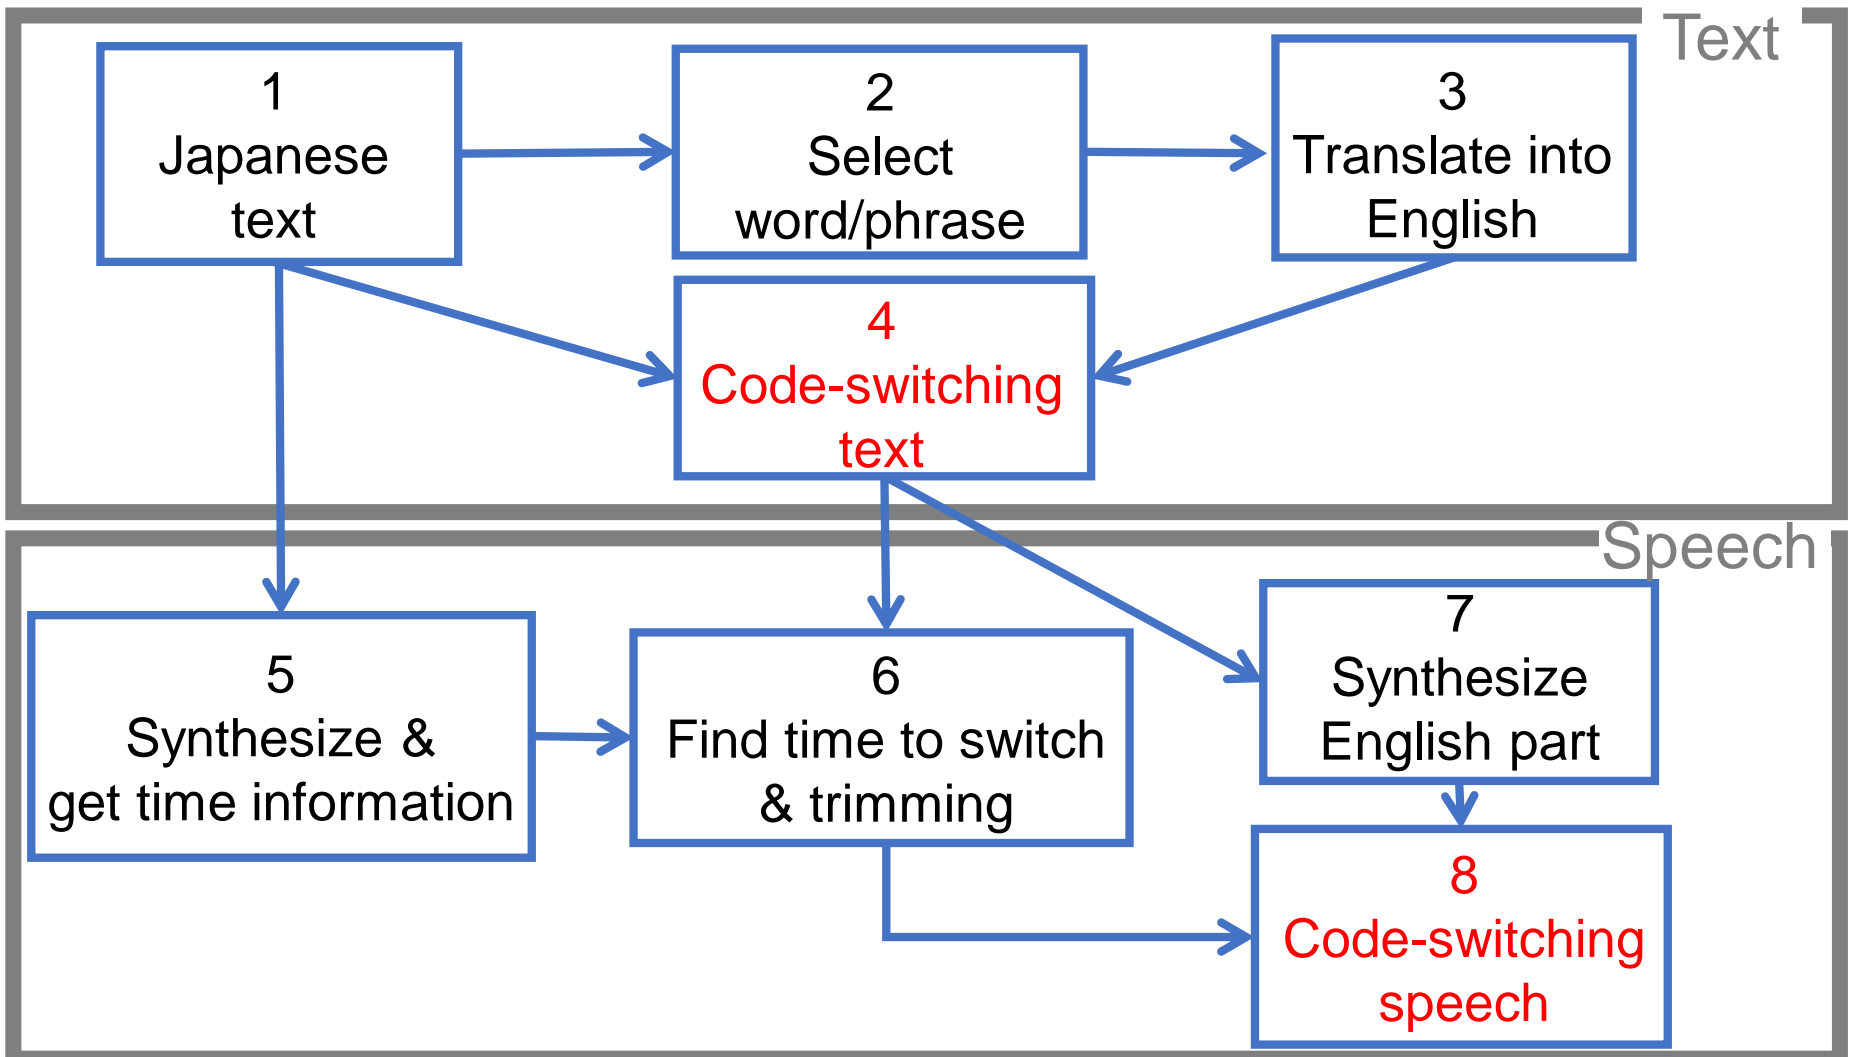 Text
1
Japanese
text
2
Select
word/phrase
3
Translate into
English
4
Code-switching
text
Speech
5
Synthesize &
get time information
6
Find time to switch
& trimming
7
Synthesize
English part
8
Code-switching
speech